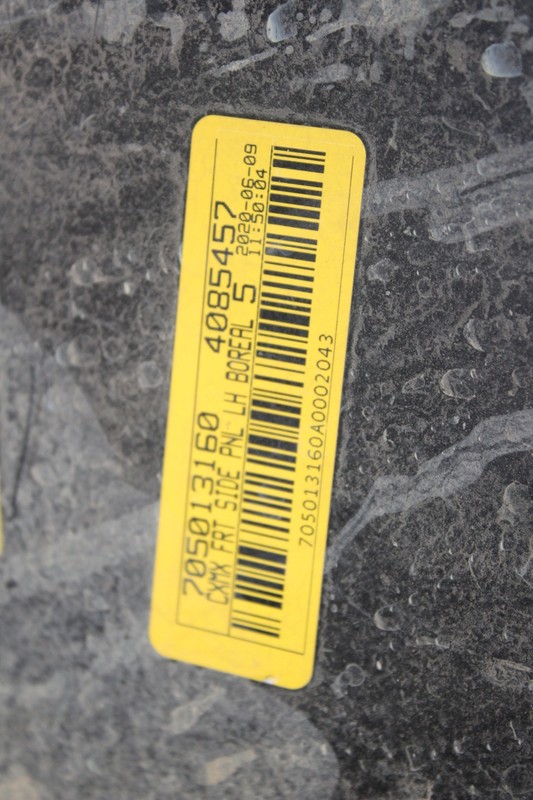 705013160 4085457
CXMX FRT SIDE PNL LH BOREAL 5 2020-06-09
11:50:04
705013160A0002043